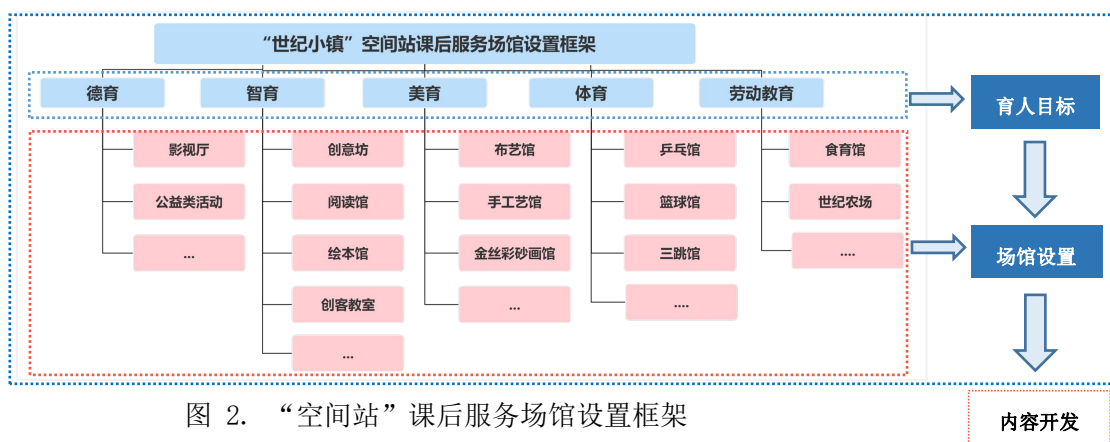 “世纪小镇”空间站课后服务场馆设置框架
德育
智育
美育
体育
劳动教育
育人目标
影视厅
创意坊
布艺馆
乒乓馆
食育馆
公益类活动
阅读馆
手工艺馆
篮球馆
世纪农场
...
绘本馆
金丝彩砂画馆
三跳馆
....
场馆设置
创客教室
...
....
...
图 2. “空间站”课后服务场馆设置框架
内容开发